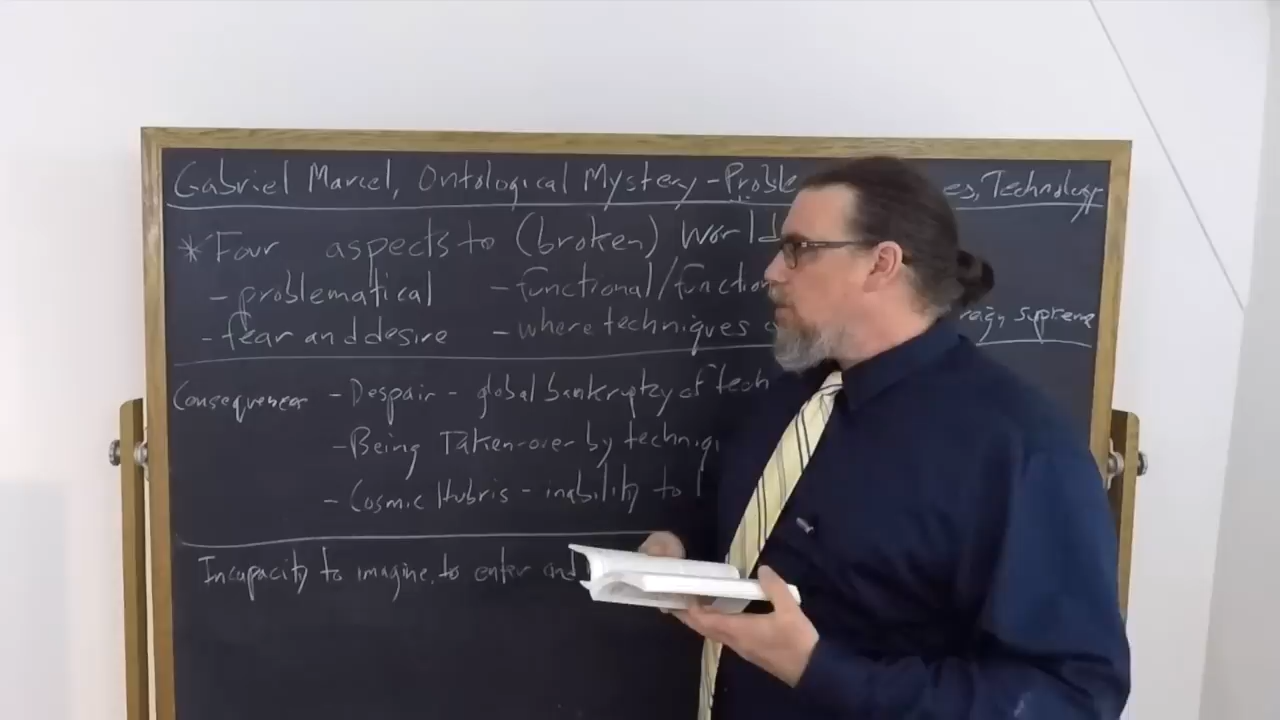 Gabriel Marcel, Ontological Mystery - Proble es, Technology
* Four aspects to (broken) World
- problematical - functional/function
- fear and desire - where techniques supreme
Consequences - Despair - global bankruptcy of tech
- Being Taken-over by techniq
- Cosmic Hubris - inability to
Incapacity to imagine, to enter and